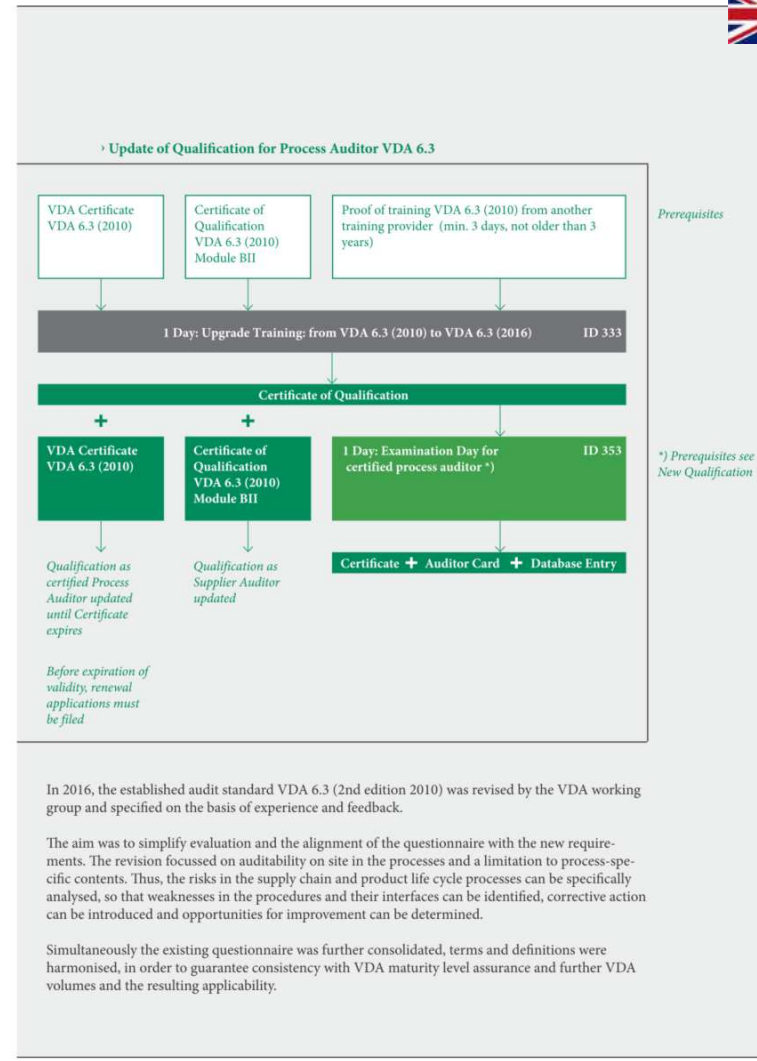 › Update of Qualification for Process Auditor VDA 6.3
VDA Certificate
VDA 6.3 (2010)
Certificate of
Qualification
VDA 6.3 (2010)
Module BII
Proof of training VDA 6.3 (2010) from another
training provider (min. 3 days, not older than 3
years)
Prerequisites
1 Day: Upgrade Training: from VDA 6.3 (2010) to VDA 6.3 (2016) ID 333
Certificate of Qualification
+ +
VDA Certificate
VDA 6.3 (2010)
Certificate of
Qualification
VDA 6.3 (2010)
Module BII
1 Day: Examination Day for ID 353
certified process auditor *)
*) Prerequisites see
New Qualification
Qualification as
certified Process
Auditor updated
until Certificate
expires
Qualification as
Supplier Auditor
updated
Certificate + Auditor Card + Database Entry
Before expiration of
validity, renewal
applications must
be filed
In 2016, the established audit standard VDA 6.3 (2nd edition 2010) was revised by the VDA working
group and specified on the basis of experience and feedback.
The aim was to simplify evaluation and the alignment of the questionnaire with the new require-
ments. The revision focussed on auditability on site in the processes and a limitation to process-spe-
cific contents. Thus, the risks in the supply chain and product life cycle processes can be specifically
analysed, so that weaknesses in the procedures and their interfaces can be identified, corrective action
can be introduced and opportunities for improvement can be determined.
Simultaneously the existing questionnaire was further consolidated, terms and definitions were
harmonised, in order to guarantee consistency with VDA maturity level assurance and further VDA
volumes and the resulting applicability.